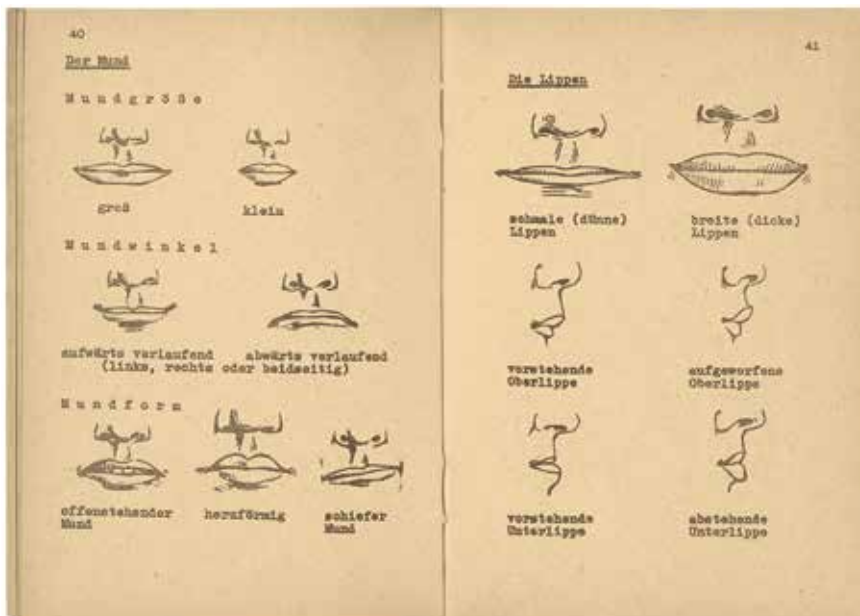 40
Der Mund
Mundgröße
groß klein
Mundwinkel
aufwärts verlaufend abwärts verlaufend
(links, rechts oder beidseitig)
Mundform
offenstehender herzförmig schiefer
Mund Mund
41
Die Lippen
schmale (dünne) breite (dicke)
Lippen Lippen
vorstehende aufgeworfene
Oberlippe Oberlippe
vorstehende abstehende
Unterlippe Unterlippe